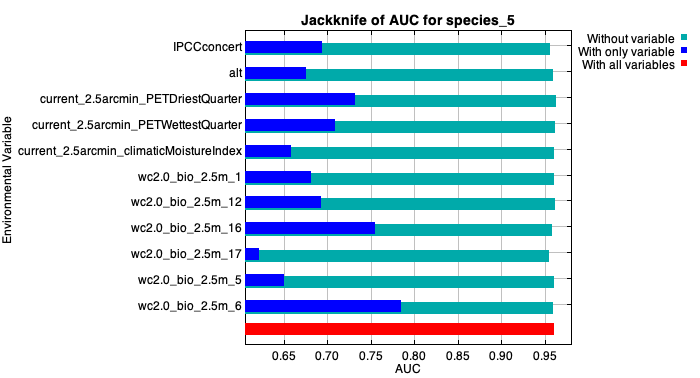 Jackknife of AUC for species_5
Without variable
With only variable
With all variables
Environmental Variable
IPCCconcert
alt
current_2.5arcmin_PETDriestQuarter
current_2.5arcmin_PETWettestQuarter
current_2.5arcmin_climaticMoistureIndex
wc2.0_bio_2.5m_1
wc2.0_bio_2.5m_12
wc2.0_bio_2.5m_16
wc2.0_bio_2.5m_17
wc2.0_bio_2.5m_5
wc2.0_bio_2.5m_6
0.65 0.70 0.75 0.80 0.85 0.90 0.95
AUC